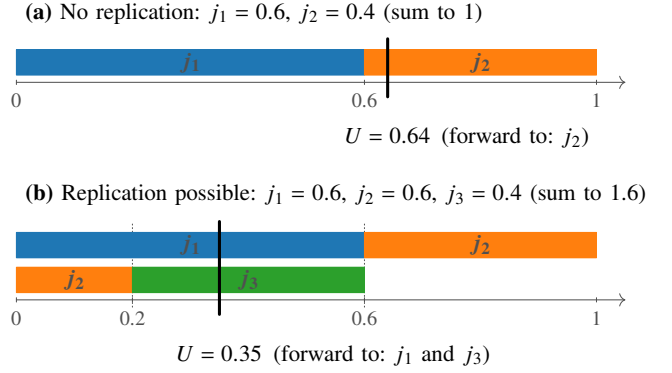 (a) No replication: j₁ = 0.6, j₂ = 0.4 (sum to 1)
j₁ j₂
0 0.6 1
U = 0.64 (forward to: j₂)
(b) Replication possible: j₁ = 0.6, j₂ = 0.6, j₃ = 0.4 (sum to 1.6)
j₁ j₂
j₂ j₃
0 0.2 0.6 1
U = 0.35 (forward to: j₁ and j₃)